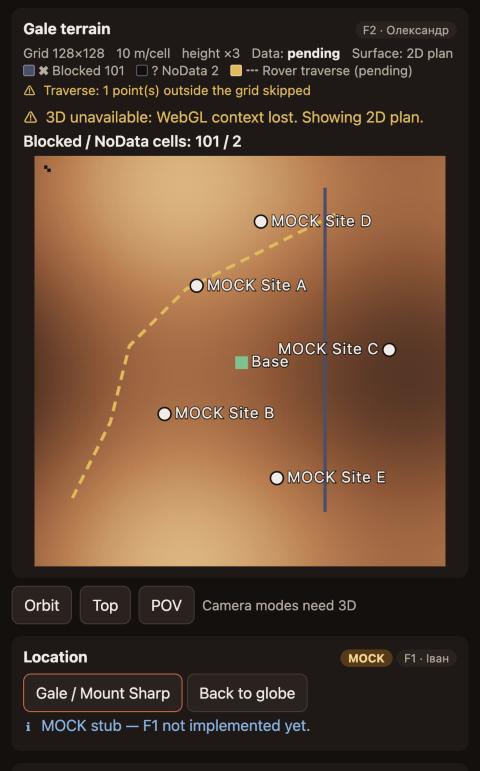 Gale terrain
F2 · Олександр
Grid 128×128 10 m/cell height ×3 Data: pending Surface: 2D plan
✖ Blocked 101 ? NoData 2 --- Rover traverse (pending)
⚠ Traverse: 1 point(s) outside the grid skipped
⚠ 3D unavailable: WebGL context lost. Showing 2D plan.
Blocked / NoData cells: 101 / 2
MOCK Site D
MOCK Site A
MOCK Site C
Base
MOCK Site B
MOCK Site E
Orbit Top POV Camera modes need 3D
Location MOCK F1 · Іван
Gale / Mount Sharp Back to globe
ℹ MOCK stub — F1 not implemented yet.